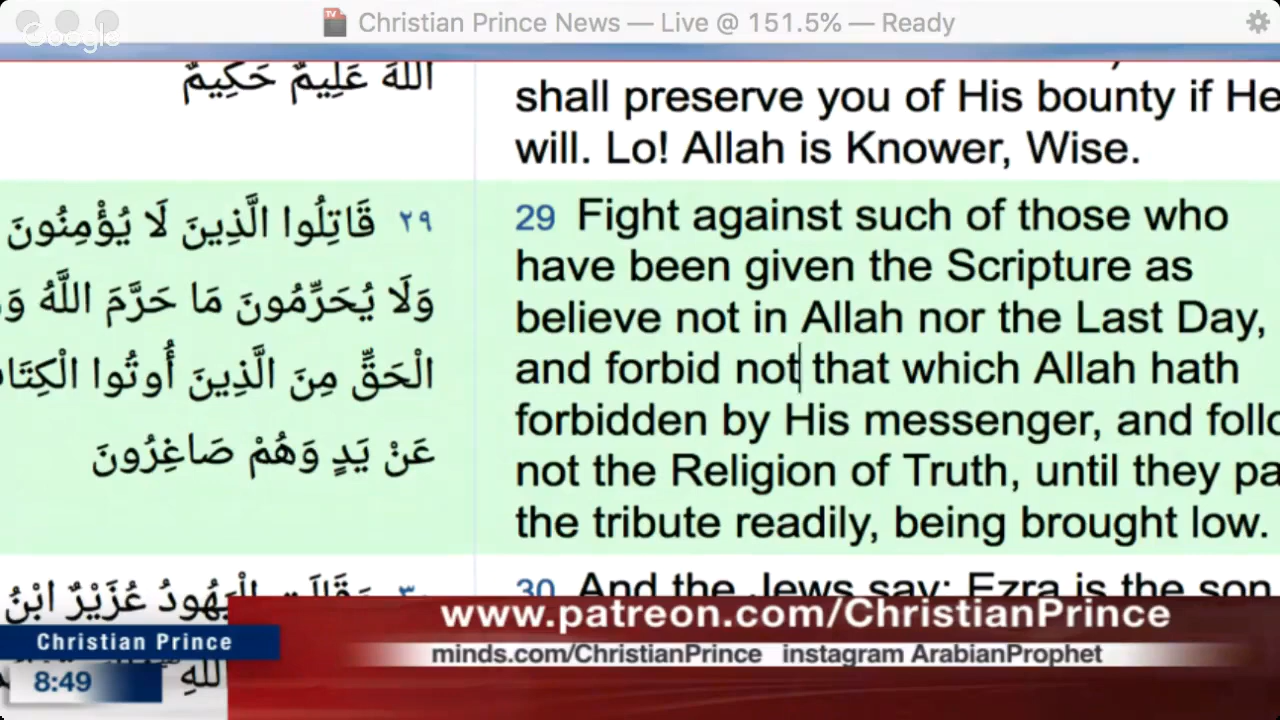 Christian Prince News — Live @ 151.5% — Ready
Google
اللَّهَ عَلِيمٌ حَكِيمٌ
shall preserve you of His bounty if He
will. Lo! Allah is Knower, Wise.
٢٩ قَاتِلُوا الَّذِينَ لَا يُؤْمِنُونَ
وَلَا يُحَرِّمُونَ مَا حَرَّمَ اللَّهُ
الْحَقِّ مِنَ الَّذِينَ أُوتُوا
عَنْ يَدٍ وَهُمْ صَاغِرُونَ
29 Fight against such of those who
have been given the Scripture as
believe not in Allah nor the Last Day,
and forbid not that which Allah hath
forbidden by His messenger, and
not the Religion of Truth, until they
the tribute readily, being brought low.
٣٠ وَقَالَتِ الْيَهُودُ عُزَيْرٌ ابْنُ
30 And the Jews say: Ezra is the son
www.patreon.com/ChristianPrince
Christian Prince
minds.com/ChristianPrince instagram ArabianProphet
8:49